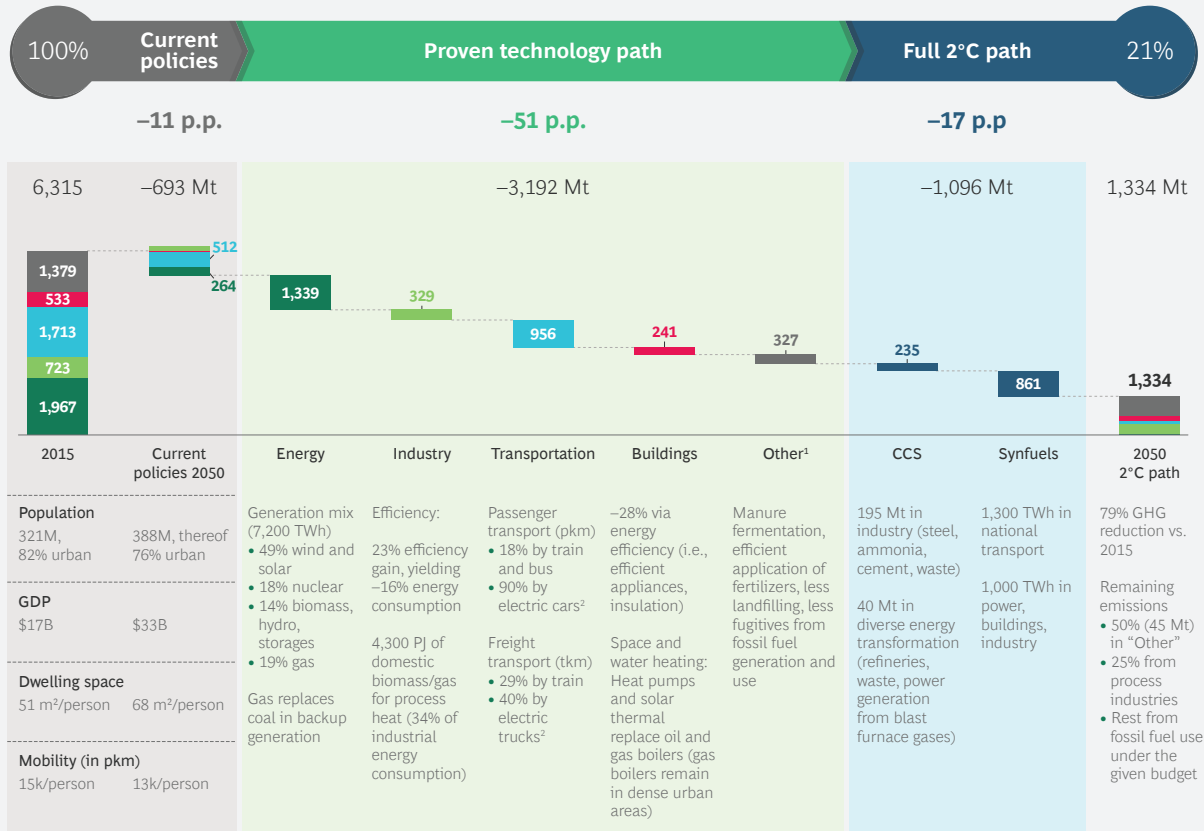 100%
Current
policies
Proven technology path
Full 2°C path
21%
–11 p.p.
–51 p.p.
–17 p.p
6,315
–693 Mt
–3,192 Mt
–1,096 Mt
1,334 Mt
1,379
533
1,713
723
1,967
512
264
1,339
329
956
241
327
235
861
1,334
2015
Current
policies 2050
Energy
Industry
Transportation
Buildings
Other¹
CCS
Synfuels
2050
2°C path
Population
321M,
82% urban
388M, thereof
76% urban
GDP
$17B
$33B
Dwelling space
51 m²/person
68 m²/person
Mobility (in pkm)
15k/person
13k/person
Generation mix
(7,200 TWh)
• 49% wind and
solar
• 18% nuclear
• 14% biomass,
hydro,
storages
• 19% gas
Gas replaces
coal in backup
generation
Efficiency:
23% efficiency
gain, yielding
–16% energy
consumption
4,300 PJ of
domestic
biomass/gas
for process
heat (34% of
industrial
energy
consumption)
Passenger
transport (pkm)
• 18% by train
and bus
• 90% by
electric cars²
Freight
transport (tkm)
• 29% by train
• 40% by
electric
trucks²
–28% via
energy
efficiency (i.e.,
efficient
appliances,
insulation)
Space and
water heating:
Heat pumps
and solar
thermal
replace oil and
gas boilers (gas
boilers remain
in dense urban
areas)
Manure
fermentation,
efficient
application of
fertilizers, less
landfilling, less
fugitives from
fossil fuel
generation and
use
195 Mt in
industry (steel,
ammonia,
cement, waste)
40 Mt in
diverse energy
transformation
(refineries,
waste, power
generation
from blast
furnace gases)
1,300 TWh in
national
transport
1,000 TWh in
power,
buildings,
industry
79% GHG
reduction vs.
2015
Remaining
emissions
• 50% (45 Mt)
in “Other”
• 25% from
process
industries
• Rest from
fossil fuel use
under the
given budget